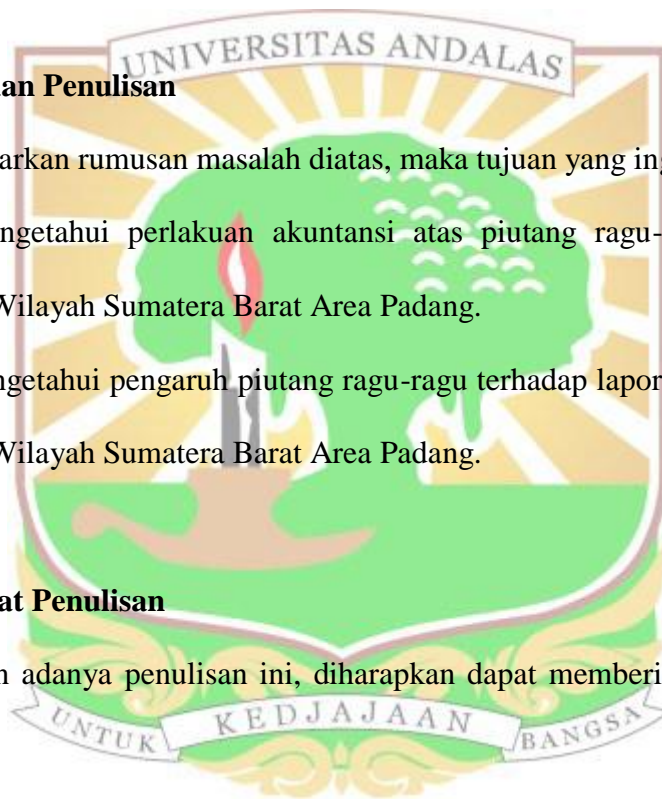 UNIVERSITAS ANDALAS
an Penulisan
arkan rumusan masalah diatas, maka tujuan yang ing
ngetahui perlakuan akuntansi atas piutang ragu-
Wilayah Sumatera Barat Area Padang.
ngetahui pengaruh piutang ragu-ragu terhadap lapor
Wilayah Sumatera Barat Area Padang.
at Penulisan
n adanya penulisan ini, diharapkan dapat memberi
UNTUK KEDJAJAAN BANGSA